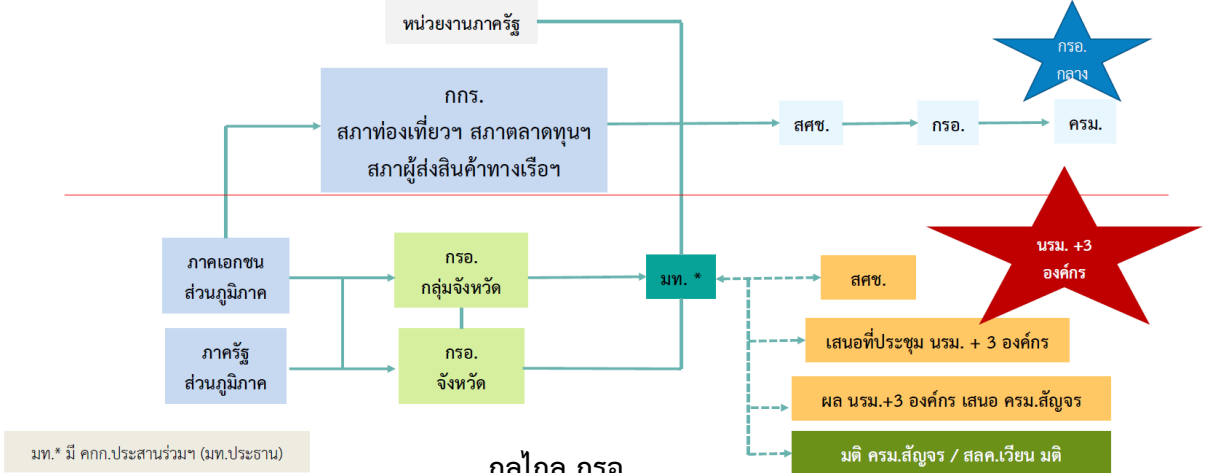 หน่วยงานภาครัฐ
กรอ.
กลาง
กกร.
สภาท่องเที่ยวฯ สภาตลาดทุนฯ
สภาผู้ส่งสินค้าทางเรือฯ
สศช.
กรอ.
ครม.
นรม. +3
องค์กร
ภาคเอกชน
ส่วนภูมิภาค
กรอ.
กลุ่มจังหวัด
มท. *
สศช.
ภาครัฐ
ส่วนภูมิภาค
กรอ.
จังหวัด
เสนอที่ประชุม นรม. + 3 องค์กร
ผล นรม.+3 องค์กร เสนอ ครม.สัญจร
มท.* มี คกก.ประสานร่วมฯ (มท.ประธาน)
มติ ครม.สัญจร / สลค.เวียน มติ
กลไกล กรอ